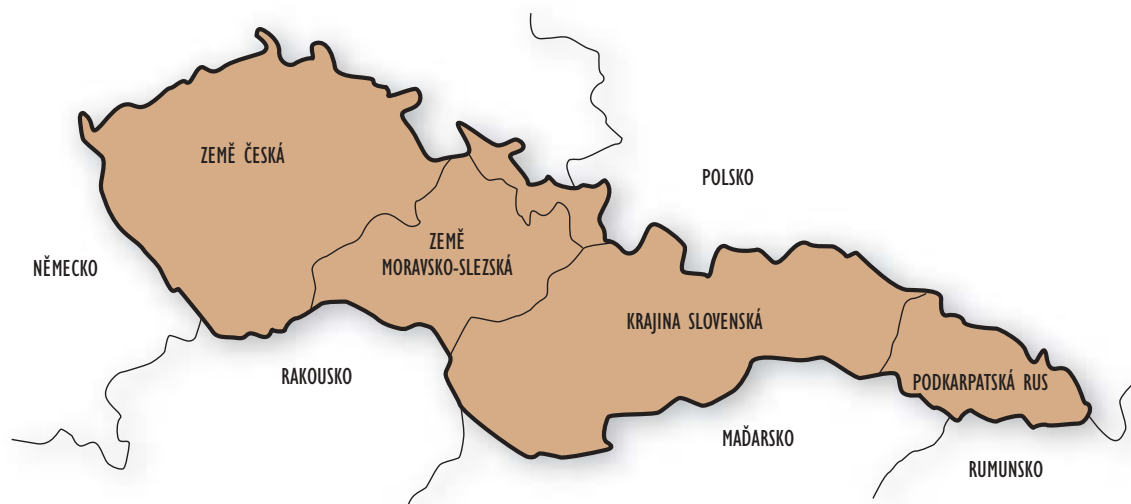 ZEMĚ ČESKÁ
POLSKO
ZEMĚ
MORAVSKO-SLEZSKÁ
NĚMECKO
KRAJINA SLOVENSKÁ
RAKOUSKO
PODKARPATSKÁ RUS
MAĎARSKO
RUMUNSKO